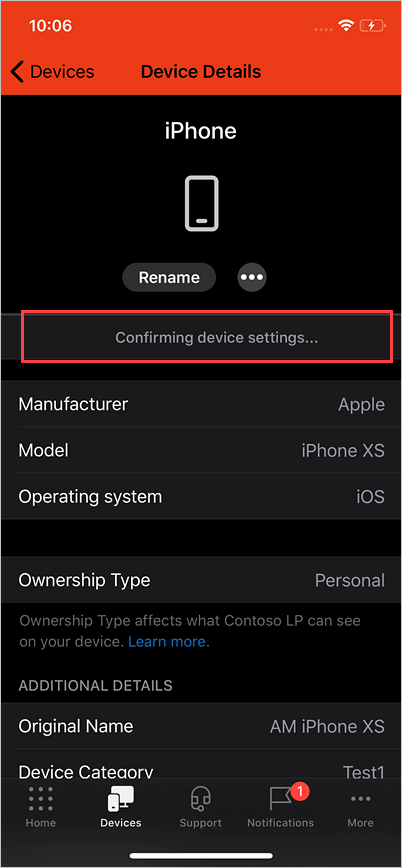 10:06
Devices
Device Details
iPhone
Rename
Confirming device settings...
Manufacturer Apple
Model iPhone XS
Operating system iOS
Ownership Type Personal
Ownership Type affects what Contoso LP can see
on your device. Learn more.
ADDITIONAL DETAILS
Original Name AM iPhone XS
Device Category Test1
1
Home Devices Support Notifications More